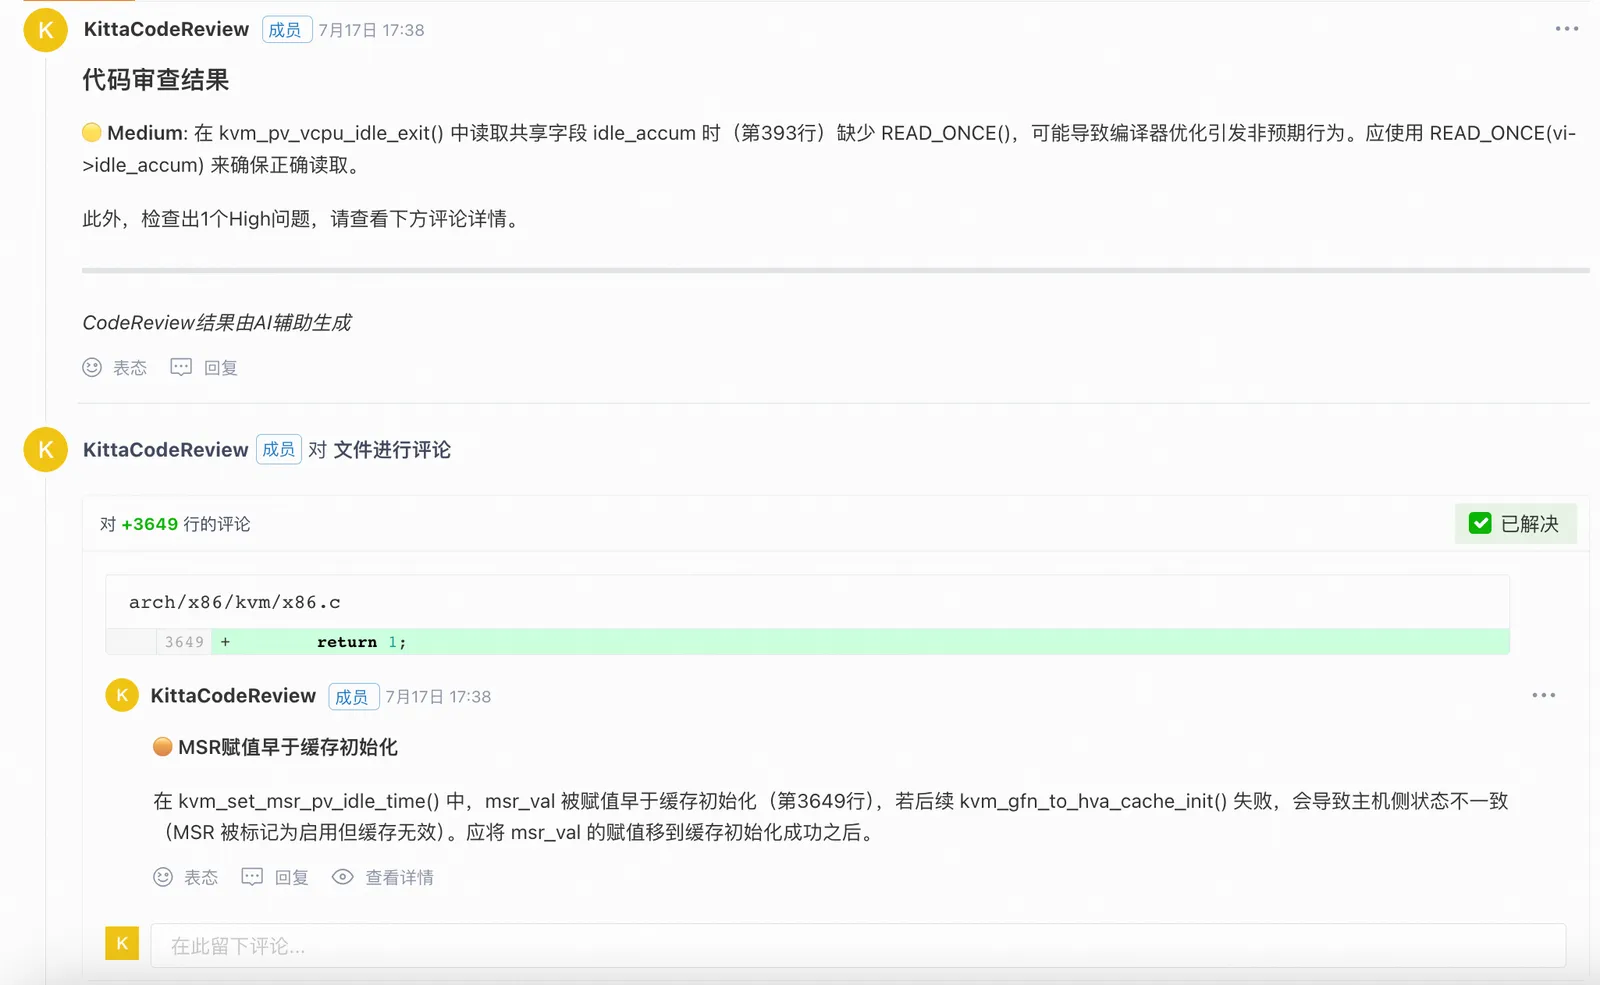 K
KittaCodeReview 成员 7月17日 17:38
代码审查结果
Medium: 在 kvm_pv_vcpu_idle_exit() 中读取共享字段 idle_accum 时（第393行）缺少 READ_ONCE()，可能导致编译器优化引发非预期行为。应使用 READ_ONCE(vi-
>idle_accum) 来确保正确读取。
此外，检查出1个High问题，请查看下方评论详情。
CodeReview结果由AI辅助生成
表态 回复
K
KittaCodeReview 成员 对 文件进行评论
对 +3649 行的评论
已解决
arch/x86/kvm/x86.c
3649 + return 1;
K
KittaCodeReview 成员 7月17日 17:38
MSR赋值早于缓存初始化
在 kvm_set_msr_pv_idle_time() 中，msr_val 被赋值早于缓存初始化（第3649行），若后续 kvm_gfn_to_hva_cache_init() 失败，会导致主机侧状态不一致
（MSR 被标记为启用但缓存无效）。应将 msr_val 的赋值移到缓存初始化成功之后。
表态 回复 查看详情
K
在此留下评论...